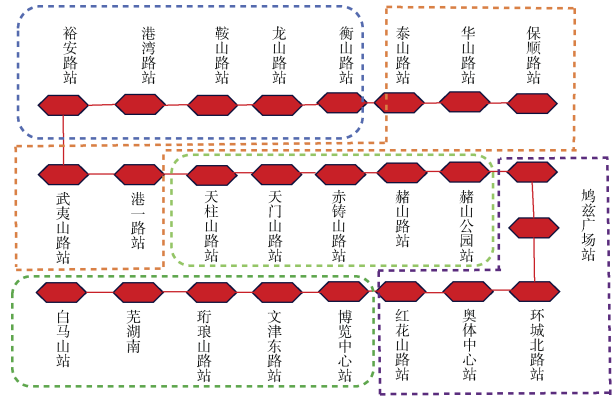 裕安路站
港湾路站
鞍山路站
龙山路站
衡山路站
泰山路站
华山路站
保顺路站
武夷山路站
港一路站
天柱山路站
天门山路站
赤铸山路站
赭山路站
赭山公园站
鸠兹广场站
白马山站
芜湖南
珩琅山路站
文津东路站
博览中心站
红花山路站
奥体中心站
环城北路站